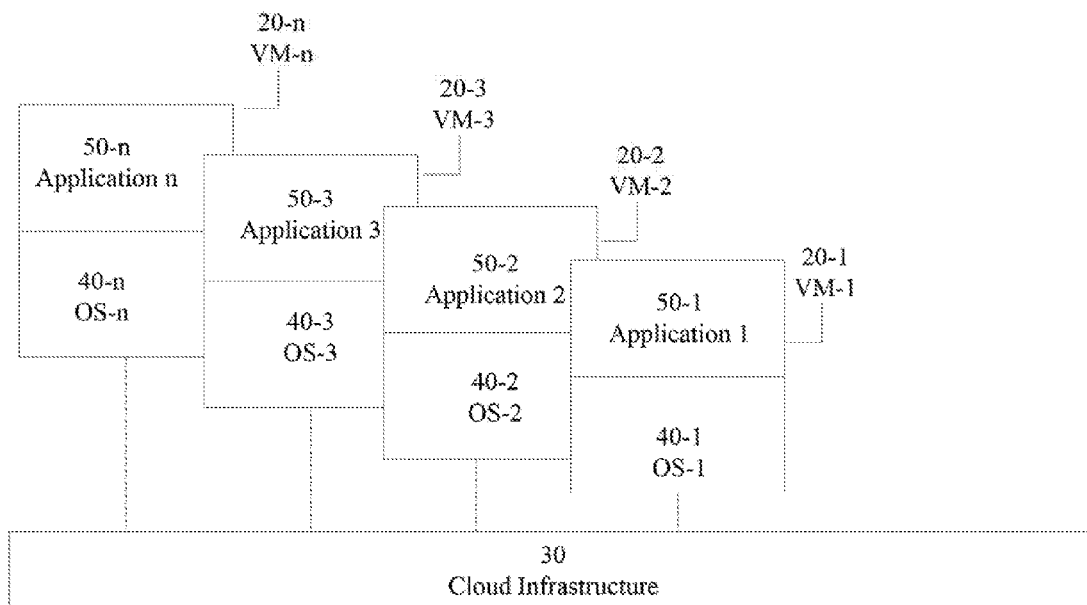 20-n
VM-n
50-n
Application n
40-n
OS-n
20-3
VM-3
50-3
Application 3
40-3
OS-3
20-2
VM-2
50-2
Application 2
40-2
OS-2
20-1
VM-1
50-1
Application 1
40-1
OS-1
30
Cloud Infrastructure